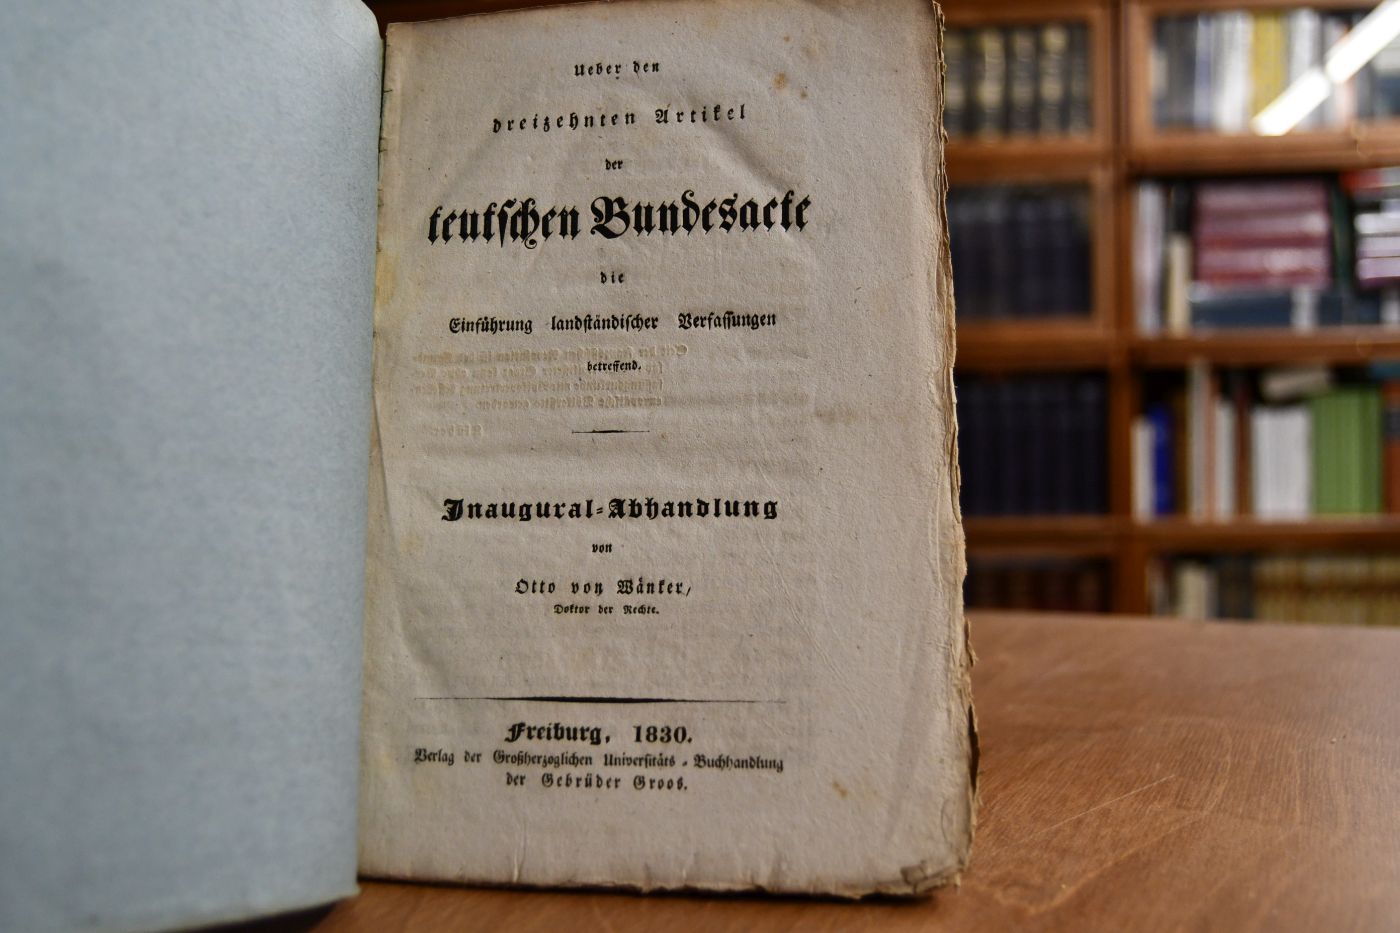 Ueber den
dreizehnten Artikel
der
teutschen Bundesacte
die
Einführung landständischer Verfassungen
betreffend.
Inaugural-Abhandlung
von
Otto von Wänker,
Doktor der Rechte.
Freiburg, 1830.
Verlag der Großherzoglichen Universitäts-Buchhandlung
der Gebrüder Groos.